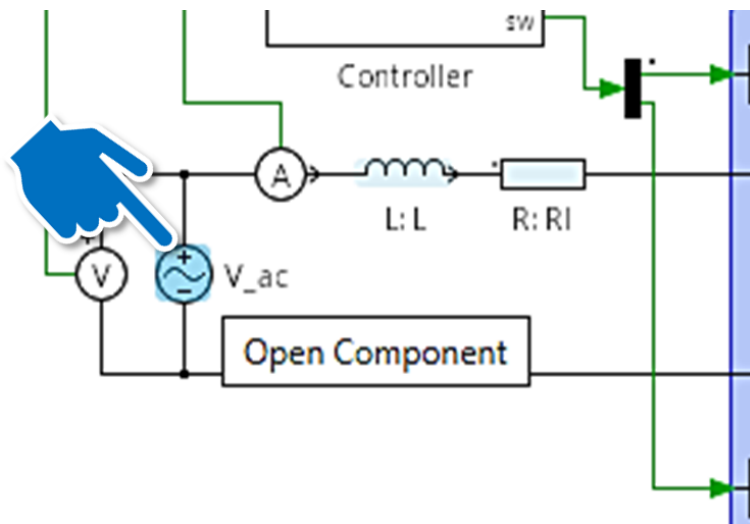 sw
Controller
A
L: L
R: Rl
V
V_ac
Open Component